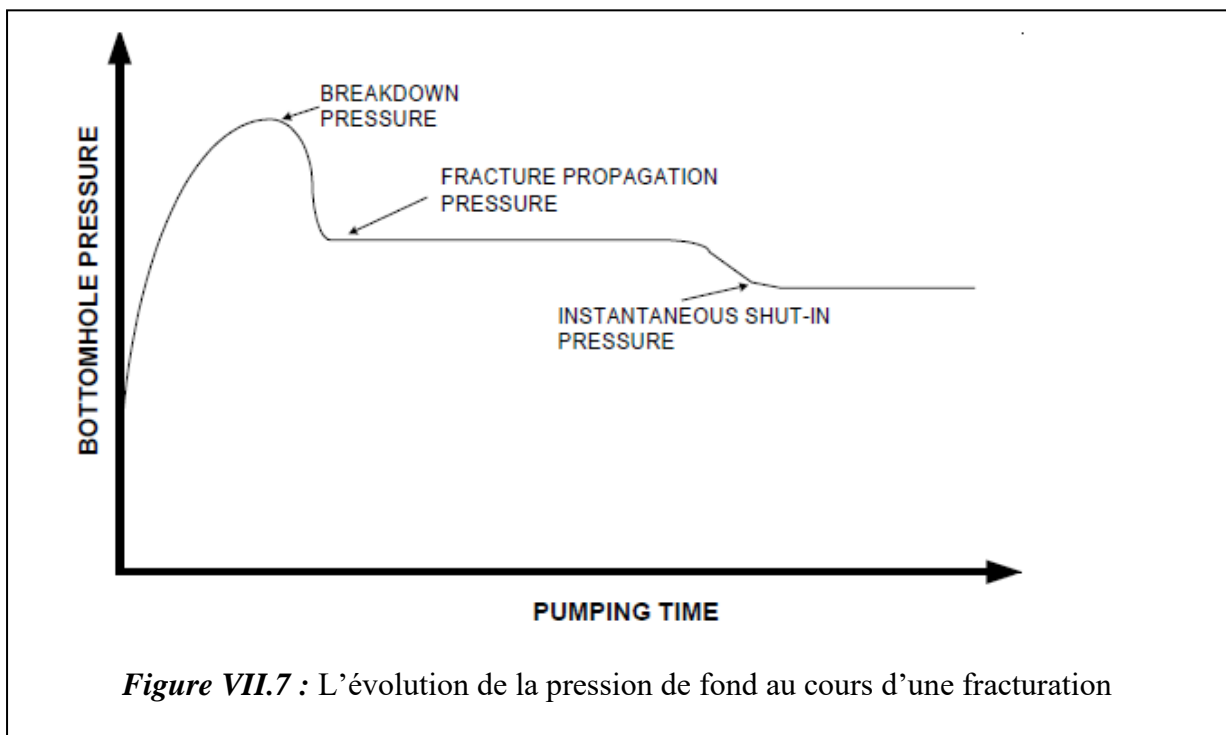 BREAKDOWN
PRESSURE
FRACTURE PROPAGATION
PRESSURE
INSTANTANEOUS SHUT-IN
PRESSURE
BOTTOMHOLE PRESSURE
PUMPING TIME
Figure VII.7 : L’évolution de la pression de fond au cours d’une fracturation